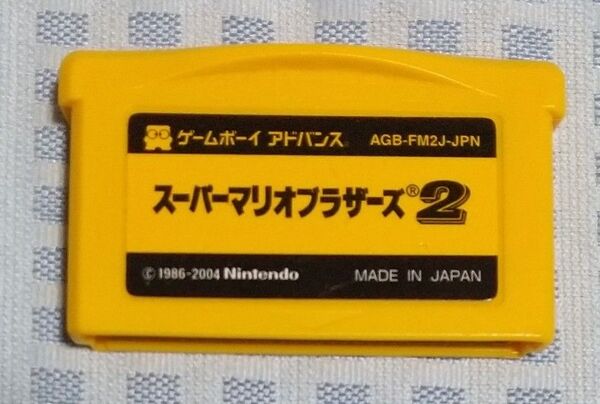 ゲームボーイ アドバンス AGB-FM2J-JPN
スーパーマリオブラザーズ® 2
© 1986-2004 Nintendo MADE IN JAPAN